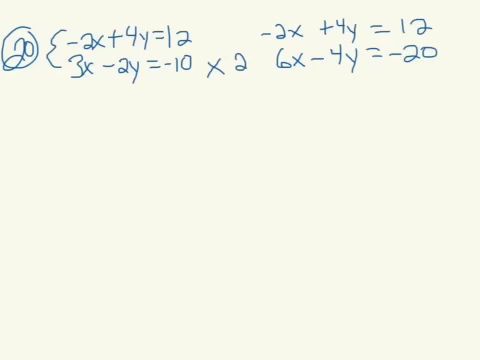 20 { -2x+4y=12
3x-2y=-10 x 2
-2x +4y = 12
6x-4y=-20